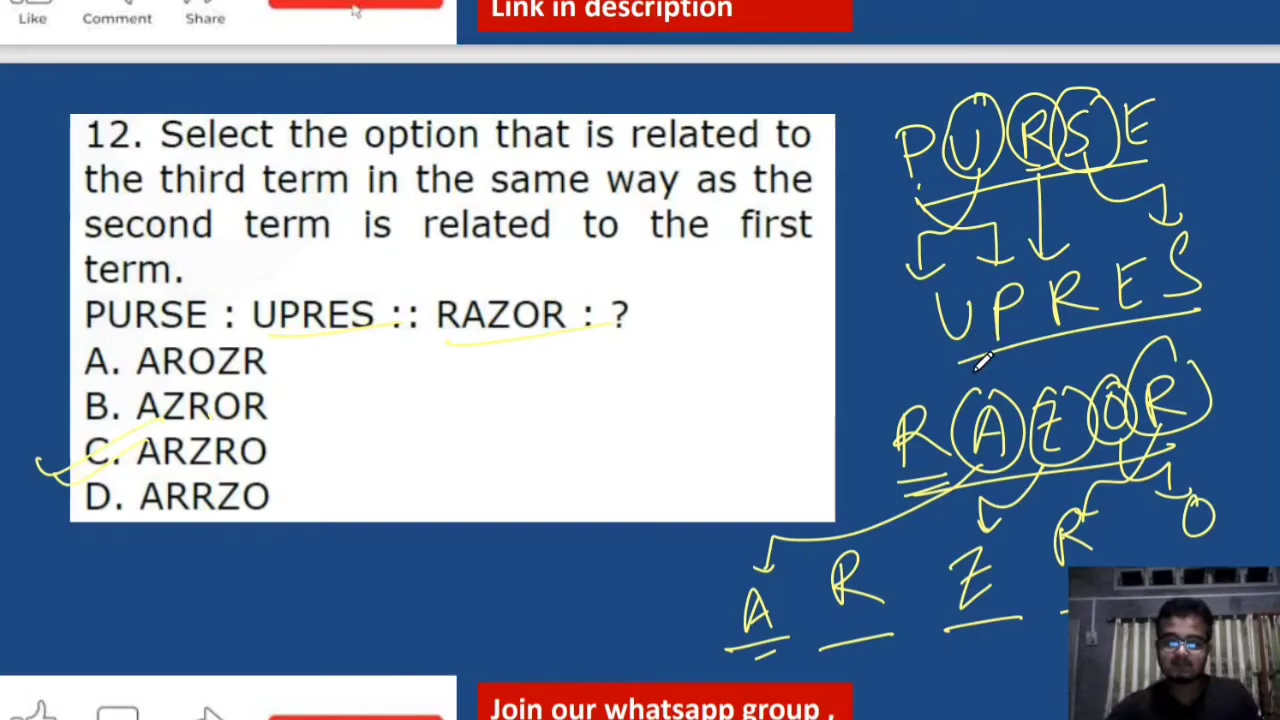 Like Comment Share
Link in description
12. Select the option that is related to
the third term in the same way as the
second term is related to the first
term.
PURSE : UPRES :: RAZOR : ?
A. AROZR
B. AZROR
C. ARZRO
D. ARRZO
PURSE
UPRES
RAZOR
A R Z R O
Join our whatsapp group ,